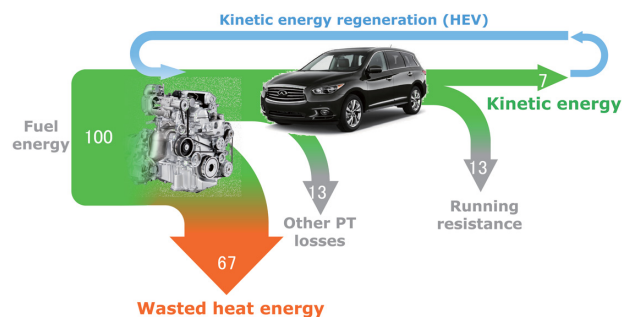 Kinetic energy regeneration (HEV)
7
Kinetic energy
Fuel
energy
100
13
Other PT
losses
13
Running
resistance
67
Wasted heat energy